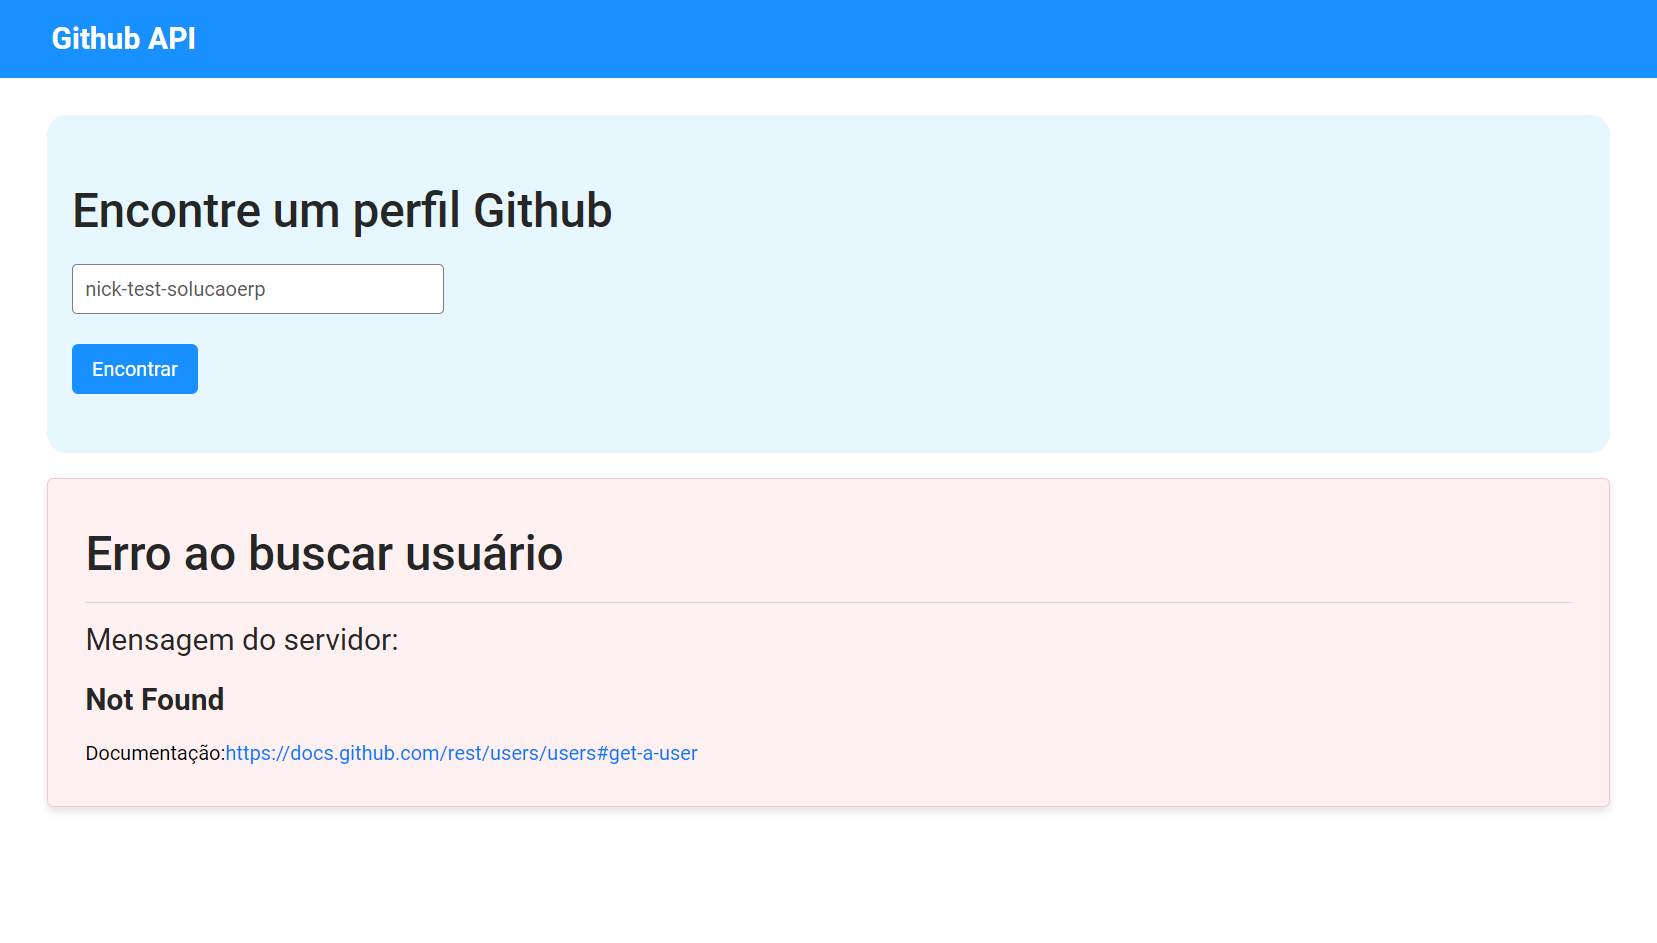 Github API
Encontre um perfil Github
nick-test-solucaoerp
Encontrar
Erro ao buscar usuário
Mensagem do servidor:
Not Found
Documentação:https://docs.github.com/rest/users/users#get-a-user